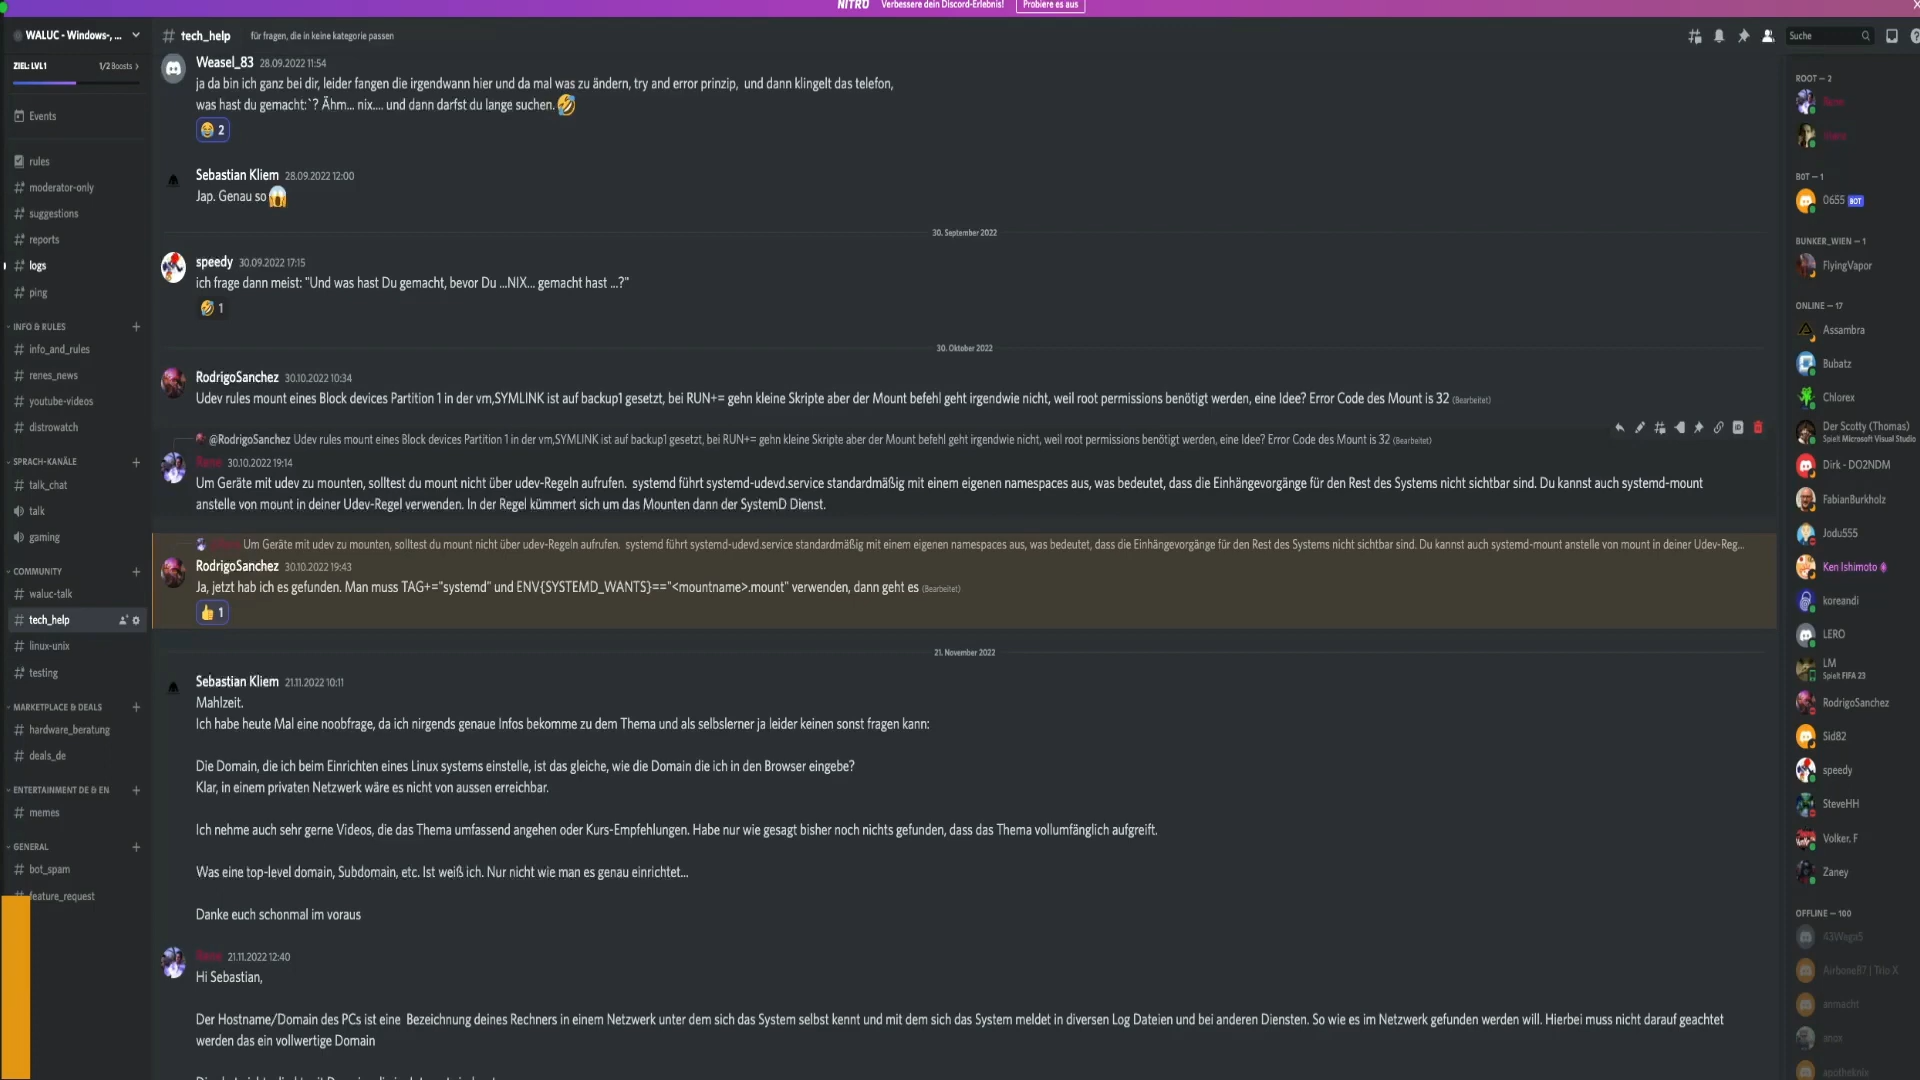 NITRO Verbessere dein Discord-Erlebnis! Probiere es aus
WALUC - Windows-, ...
ZIEL: LVL 1 1/2 Boosts
Events
rules
moderator-only
suggestions
reports
logs
ping
INFO & RULES
info_and_rules
renes_news
youtube-videos
distrowatch
SPRACH-KANÄLE
talk_chat
talk
gaming
COMMUNITY
waluc-talk
tech_help
linux-unix
testing
MARKETPLACE & DEALS
hardware_beratung
deals_de
ENTERTAINMENT DE & EN
memes
GENERAL
bot_spam
feature_request
tech_help für fragen, die in keine kategorie passen
Suche
Weasel_83 28.09.2022 11:54
ja da bin ich ganz bei dir, leider fangen die irgendwann hier und da mal was zu ändern, try and error prinzip, und dann klingelt das telefon,
was hast du gemacht:`? Ähm... nix.... und dann darfst du lange suchen. 🤣
😂 2
Sebastian Kliem 28.09.2022 12:00
Jap. Genau so 😱
30. September 2022
speedy 30.09.2022 17:15
ich frage dann meist: "Und was hast Du gemacht, bevor Du ...NIX... gemacht hast ...?"
🤣 1
30. Oktober 2022
RodrigoSanchez 30.10.2022 10:34
Udev rules mount eines Block devices Partition 1 in der vm,SYMLINK ist auf backup1 gesetzt, bei RUN+= gehn kleine Skripte aber der Mount befehl geht irgendwie nicht, weil root permissions benötigt werden, eine Idee? Error Code des Mount is 32 (Bearbeitet)
@RodrigoSanchez Udev rules mount eines Block devices Partition 1 in der vm,SYMLINK ist auf backup1 gesetzt, bei RUN+= gehn kleine Skripte aber der Mount befehl geht irgendwie nicht, weil root permissions benötigt werden, eine Idee? Error Code des Mount is 32 (Bearbeitet)
Rene 30.10.2022 19:14
Um Geräte mit udev zu mounten, solltest du mount nicht über udev-Regeln aufrufen. systemd führt systemd-udevd.service standardmäßig mit einem eigenen namespaces aus, was bedeutet, dass die Einhängevorgänge für den Rest des Systems nicht sichtbar sind. Du kannst auch systemd-mount
anstelle von mount in deiner Udev-Regel verwenden. In der Regel kümmert sich um das Mounten dann der SystemD Dienst.
Um Geräte mit udev zu mounten, solltest du mount nicht über udev-Regeln aufrufen. systemd führt systemd-udevd.service standardmäßig mit einem eigenen namespaces aus, was bedeutet, dass die Einhängevorgänge für den Rest des Systems nicht sichtbar sind. Du kannst auch systemd-mount anstelle von mount in deiner Udev-Reg...
RodrigoSanchez 30.10.2022 19:43
Ja, jetzt hab ich es gefunden. Man muss TAG+="systemd" und ENV{SYSTEMD_WANTS}=="<mountname>.mount" verwenden, dann geht es (Bearbeitet)
👍 1
21. November 2022
Sebastian Kliem 21.11.2022 10:11
Mahlzeit.
Ich habe heute Mal eine noobfrage, da ich nirgends genaue Infos bekomme zu dem Thema und als selbslerner ja leider keinen sonst fragen kann:
Die Domain, die ich beim Einrichten eines Linux systems einstelle, ist das gleiche, wie die Domain die ich in den Browser eingebe?
Klar, in einem privaten Netzwerk wäre es nicht von aussen erreichbar.
Ich nehme auch sehr gerne Videos, die das Thema umfassend angehen oder Kurs-Empfehlungen. Habe nur wie gesagt bisher noch nichts gefunden, dass das Thema vollumfänglich aufgreift.
Was eine top-level domain, Subdomain, etc. Ist weiß ich. Nur nicht wie man es genau einrichtet...
Danke euch schonmal im voraus
Rene 21.11.2022 12:40
Hi Sebastian,
Der Hostname/Domain des PCs ist eine Bezeichnung deines Rechners in einem Netzwerk unter dem sich das System selbst kennt und mit dem sich das System meldet in diversen Log Dateien und bei anderen Diensten. So wie es im Netzwerk gefunden werden will. Hierbei muss nicht darauf geachtet
werden das ein vollwertige Domain
ROOT — 2
Rene
BOT — 1
0655 BOT
BUNKER_WIEN — 1
FlyingVapor
ONLINE — 17
Assambra
Bubatz
Chlorex
Der Scotty (Thomas)
Spielt Microsoft Visual Studio
Dirk - DO2NDM
FabianBurkholz
Jodu555
Ken Ishimoto
koreandi
LERO
LM
Spielt FIFA 23
RodrigoSanchez
Sid82
speedy
SteveHH
Volker. F
Zaney
OFFLINE — 100
43Wega5
Airbone87 | Trio X
anmacht
anox
apotheknix